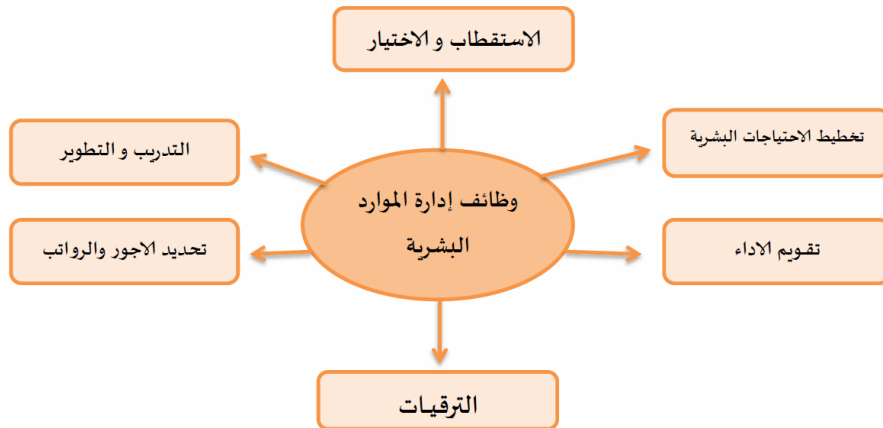 الاستقطاب و الاختيار
تخطيط الاحتياجات البشرية
التدريب و التطوير
وظائف إدارة الموارد
البشرية
تقويم الاداء
تحديد الاجور والرواتب
الترقيات